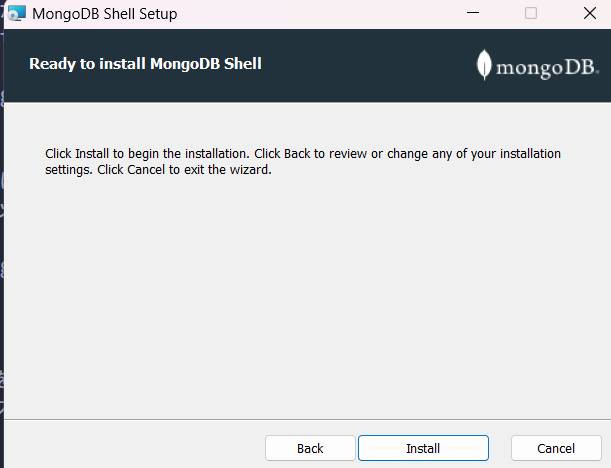 MongoDB Shell Setup
Ready to install MongoDB Shell
mongoDB
Click Install to begin the installation. Click Back to review or change any of your installation
settings. Click Cancel to exit the wizard.
Back
Install
Cancel